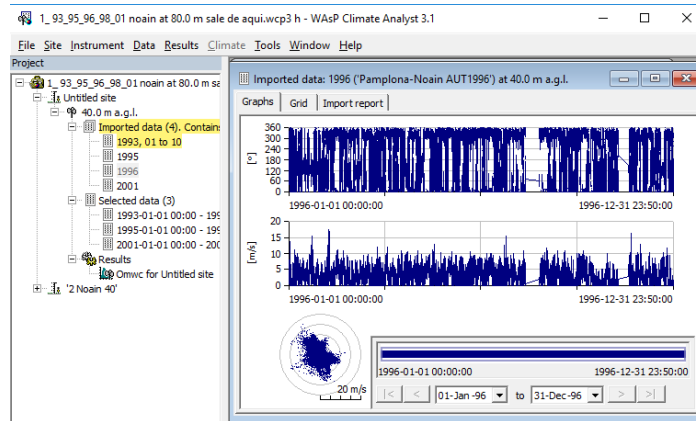 1_ 93_95_96_98_01 noain at 80.0 m sale de aqui.wcp3 h - WAsP Climate Analyst 3.1
File Site Instrument Data Results Climate Tools Window Help
Project
1_ 93_95_96_98_01 noain at 80.0 m sa
Untitled site
40.0 m a.g.l.
Imported data (4). Contain
1993, 01 to 10
1995
1996
2001
Selected data (3)
1993-01-01 00:00 - 199
1995-01-01 00:00 - 199
2001-01-01 00:00 - 200
Results
Omwc for Untitled site
'2 Noain 40'
Imported data: 1996 ('Pamplona-Noain AUT1996') at 40.0 m a.g.l.
Graphs Grid Import report
360
300
240
180
120
60
0
[°]
1996-01-01 00:00:00 1996-12-31 23:50:00
20
15
10
5
0
[m/s]
1996-01-01 00:00:00 1996-12-31 23:50:00
20 m/s
1996-01-01 00:00:00 1996-12-31 23:50:00
|< < 01-Jan -96 to 31-Dec-96 > >|